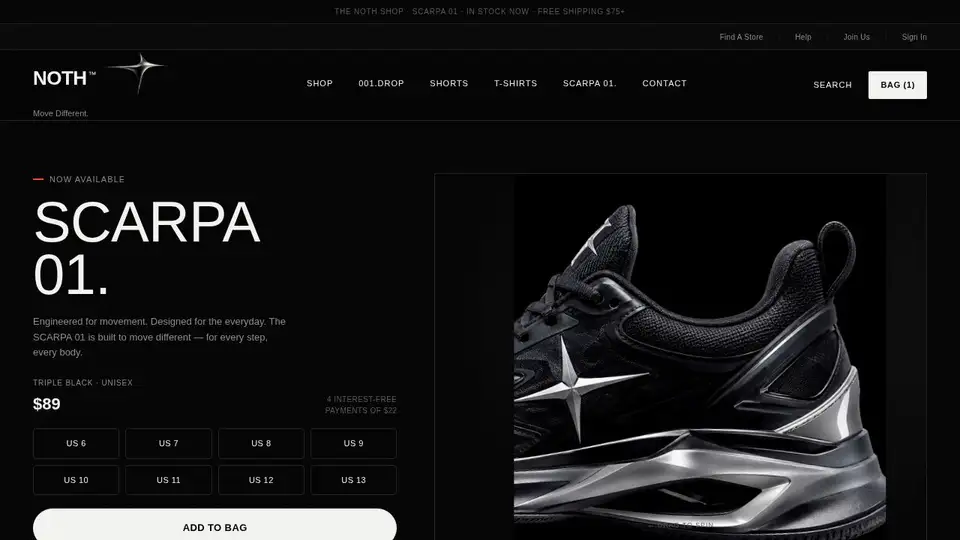 THE NOTH SHOP · SCARPA 01 · IN STOCK NOW · FREE SHIPPING $75+
Find A Store
Help
Join Us
Sign In
NOTH™
SHOP
001.DROP
SHORTS
T-SHIRTS
SCARPA 01.
CONTACT
SEARCH
BAG (1)
Move Different.
NOW AVAILABLE
SCARPA
01.
Engineered for movement. Designed for the everyday. The
SCARPA 01 is built to move different — for every step,
every body.
TRIPLE BLACK · UNISEX
$89
4 INTEREST-FREE
PAYMENTS OF $22
US 6
US 7
US 8
US 9
US 10
US 11
US 12
US 13
ADD TO BAG
TO SPIN